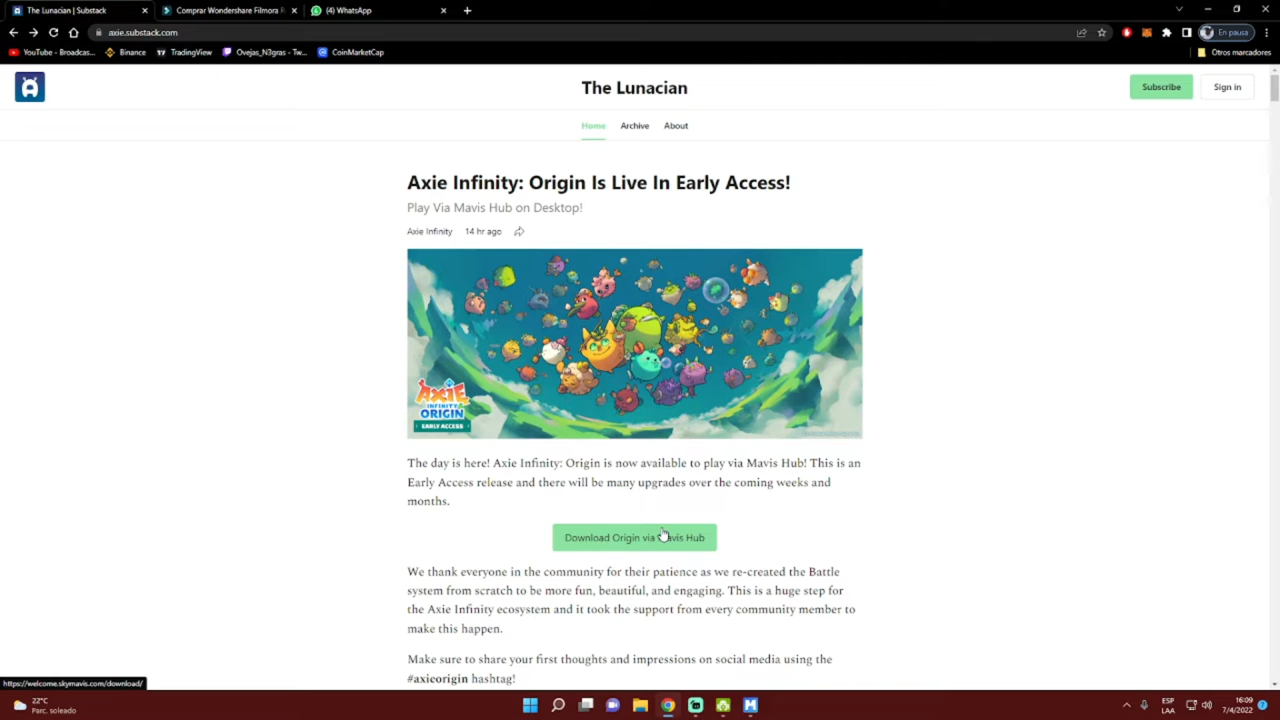 The Lunacian | Substack
Comprar Wondershare Filmora
(4) WhatsApp
axie.substack.com
En pausa
YouTube - Broadcas...
Binance
TradingView
Ovejas_N3gras - Tw...
CoinMarketCap
Otros marcadores
The Lunacian
Subscribe
Sign in
Home
Archive
About
Axie Infinity: Origin Is Live In Early Access!
Play Via Mavis Hub on Desktop!
Axie Infinity
14 hr ago
AXIE
INFINITY
ORIGIN
EARLY ACCESS
The day is here! Axie Infinity: Origin is now available to play via Mavis Hub! This is an
Early Access release and there will be many upgrades over the coming weeks and
months.
Download Origin via Mavis Hub
We thank everyone in the community for their patience as we re-created the Battle
system from scratch to be more fun, beautiful, and engaging. This is a huge step for
the Axie Infinity ecosystem and it took the support from every community member to
make this happen.
Make sure to share your first thoughts and impressions on social media using the
#axieorigin hashtag!
https://welcome.skymavis.com/download/
22°C
Parc. soleado
ESP
LAA
16:09
7/4/2022